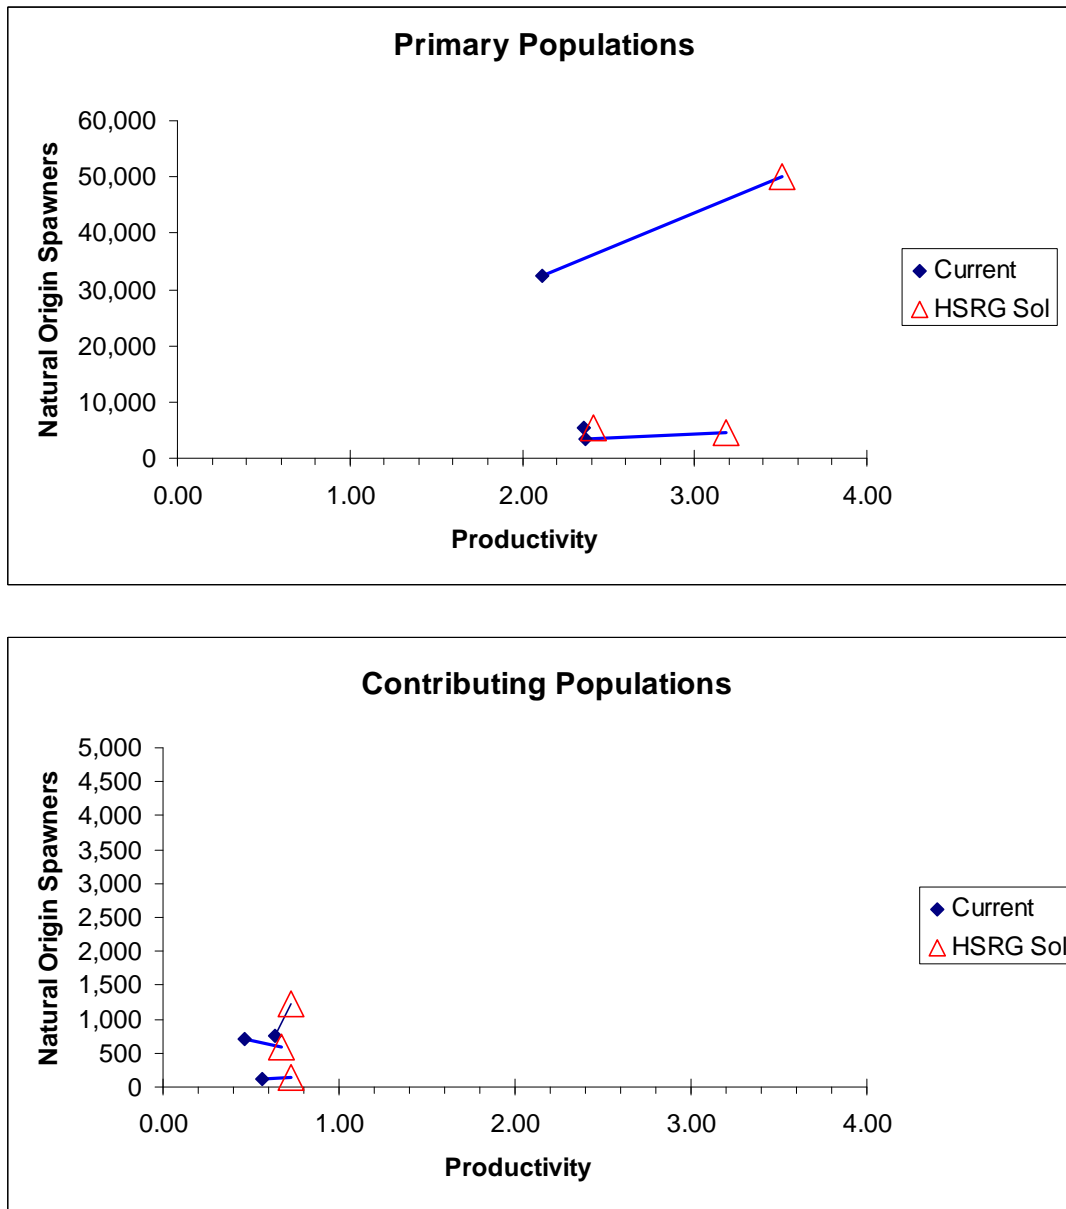 Primary Populations
Natural Origin Spawners
60,000
50,000
40,000
30,000
20,000
10,000
0
0.00 1.00 2.00 3.00 4.00
Productivity
Current
HSRG Sol
Contributing Populations
Natural Origin Spawners
5,000
4,500
4,000
3,500
3,000
2,500
2,000
1,500
1,000
500
0
0.00 1.00 2.00 3.00 4.00
Productivity
Current
HSRG Sol